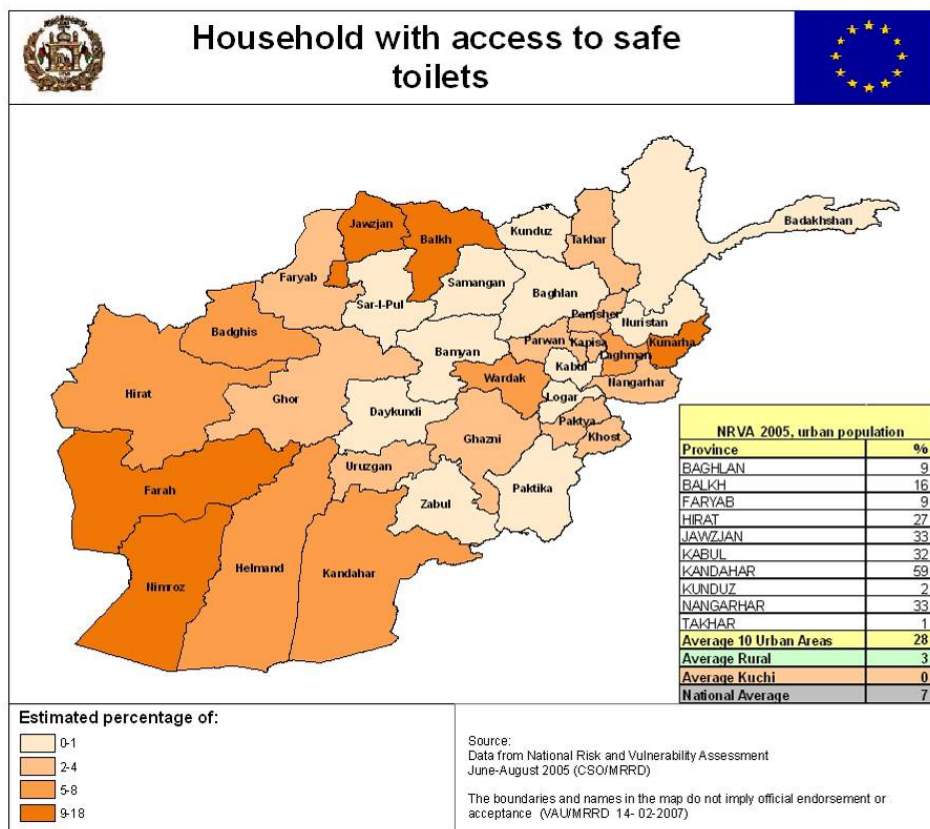 Household with access to safe
toilets
Badakhshan
Jawzjan
Kunduz
Balkh
Takhar
Faryab
Samangan
Baghlan
Sar-I-Pul
Panjsher
Nuristan
Badghis
Parwan
Kapisa
Kunarha
Bamyan
Laghman
Kabul
Wardak
Nangarhar
Hirat
Logar
Ghor
Daykundi
Paktya
Khost
Ghazni
Uruzgan
Farah
Zabul
Paktika
Helmand
Kandahar
Nimroz
NRVA 2005, urban population
Province %
BAGHLAN 9
BALKH 16
FARYAB 9
HIRAT 27
JAWZJAN 33
KABUL 32
KANDAHAR 59
KUNDUZ 2
NANGARHAR 33
TAKHAR 1
Average 10 Urban Areas 28
Average Rural 3
Average Kuchi 0
National Average 7
Estimated percentage of:
0-1
2-4
5-8
9-18
Source:
Data from National Risk and Vulnerability Assessment
June-August 2005 (CSO/MRRD)
The boundaries and names in the map do not imply official endorsement or
acceptance (VAU/MRRD 14- 02-2007)